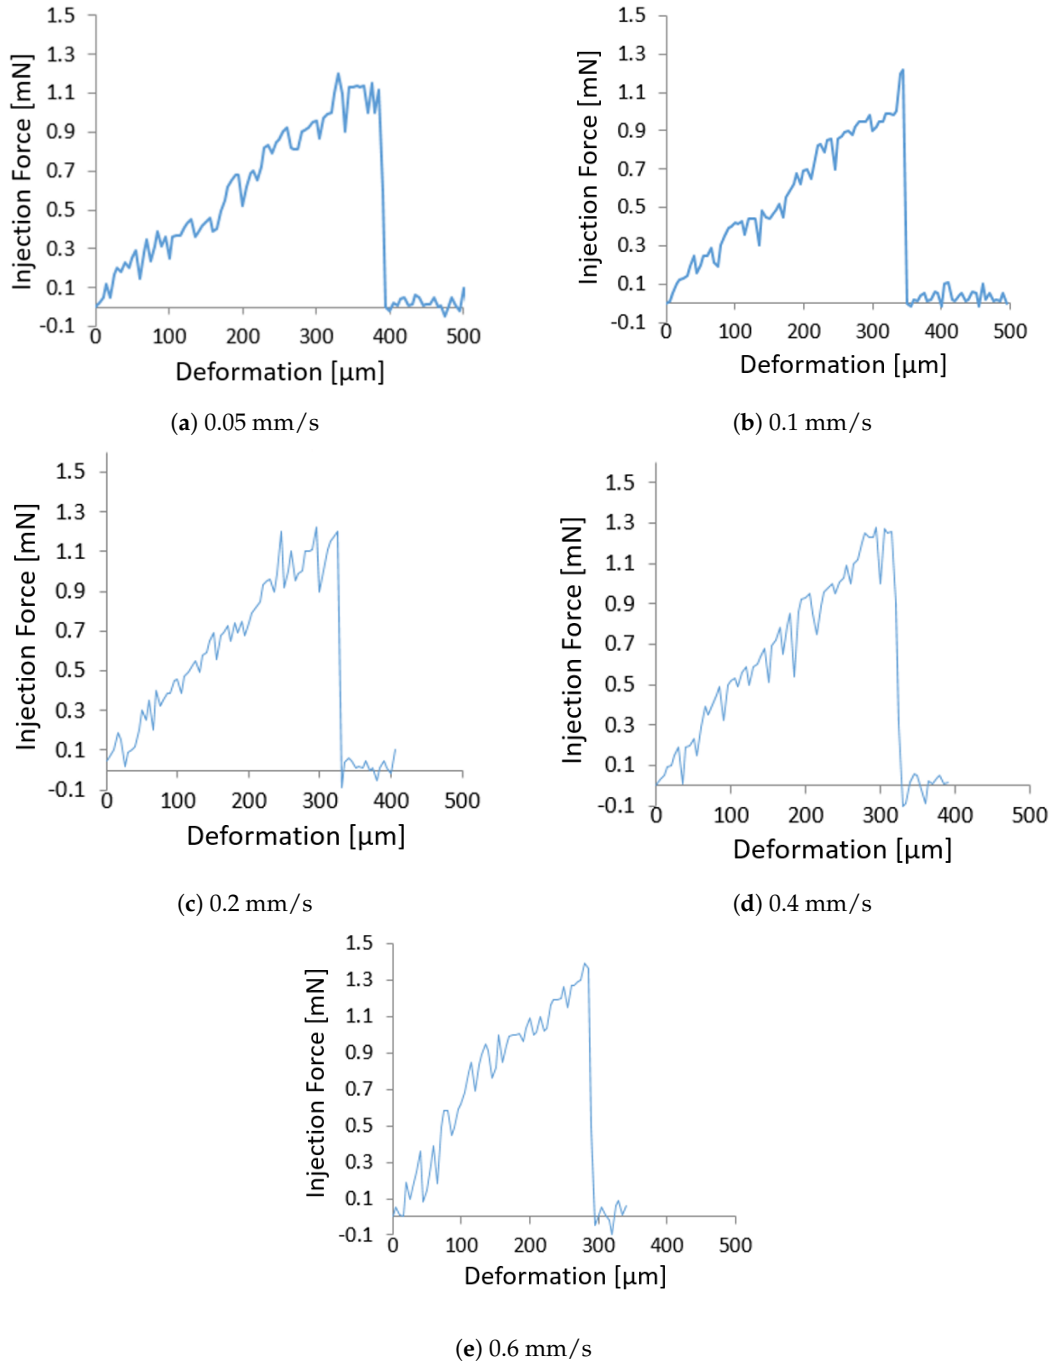 1.5
1.3
1.1
0.9
0.7
0.5
0.3
0.1
-0.1
Injection Force [mN]
0 100 200 300 400 500
Deformation [µm]
(a) 0.05 mm/s
1.5
1.3
1.1
0.9
0.7
0.5
0.3
0.1
-0.1
Injection Force [mN]
0 100 200 300 400 500
Deformation [µm]
(b) 0.1 mm/s
1.5
1.3
1.1
0.9
0.7
0.5
0.3
0.1
-0.1
Injection Force [mN]
0 100 200 300 400 500
Deformation [µm]
(c) 0.2 mm/s
1.5
1.3
1.1
0.9
0.7
0.5
0.3
0.1
-0.1
Injection Force [mN]
0 100 200 300 400 500
Deformation [µm]
(d) 0.4 mm/s
1.5
1.3
1.1
0.9
0.7
0.5
0.3
0.1
-0.1
Injection Force [mN]
0 100 200 300 400 500
Deformation [µm]
(e) 0.6 mm/s